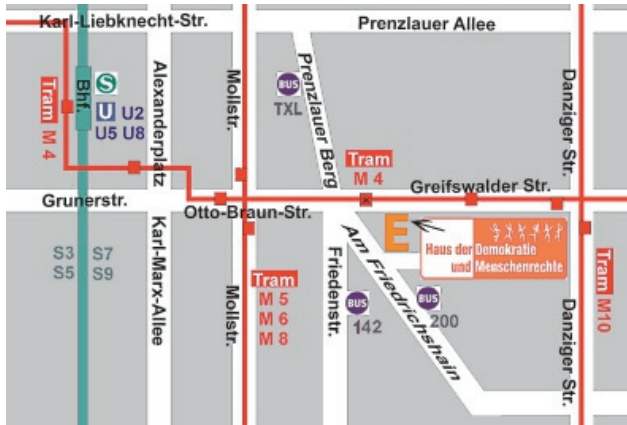 Karl-Liebknecht-Str.
Prenzlauer Allee
Tram
M 4
Bhf.
S
U U2
U5 U8
Alexanderplatz
Mollstr.
BUS
TXL
Prenzlauer Berg
Tram
M 4
Danziger Str.
Grunerstr.
Otto-Braun-Str.
Greifswalder Str.
S3 S7
S5 S9
Karl-Marx-Allee
Mollstr.
Tram
M 5
M 6
M 8
Friedenstr.
BUS
142
Am Friedrichshain
BUS
200
E
Haus der Demokratie
und Menschenrechte
Danziger Str.
Tram M10